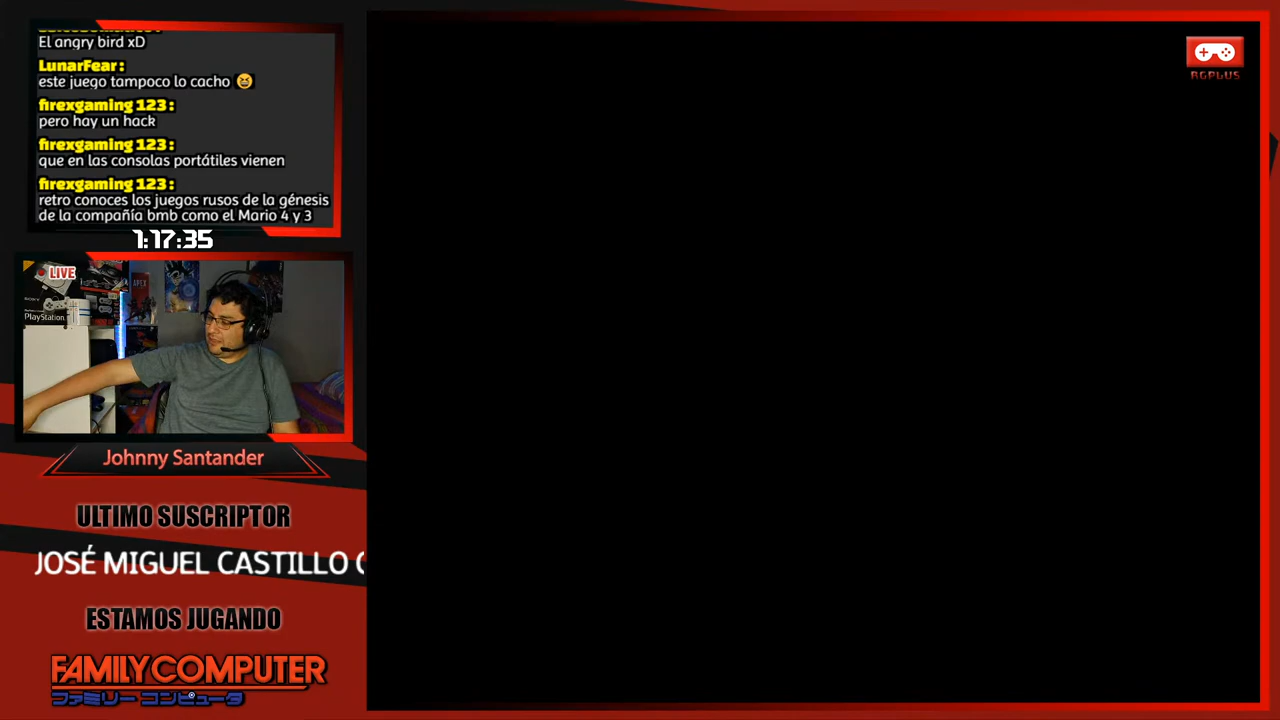 El angry bird xD
LunarFear :
este juego tampoco lo cacho
firexgaming 123 :
pero hay un hack
firexgaming 123 :
que en las consolas portátiles vienen
firexgaming 123 :
retro conoces los juegos rusos de la génesis
de la compañía bmb como el Mario 4 y 3
1:17:35
LIVE
SONY
PlayStation
APEX
Johnny Santander
ULTIMO SUSCRIPTOR
JOSÉ MIGUEL CASTILLO
ESTAMOS JUGANDO
FAMILY COMPUTER
ファミリー コンピュータ
RGPLUS